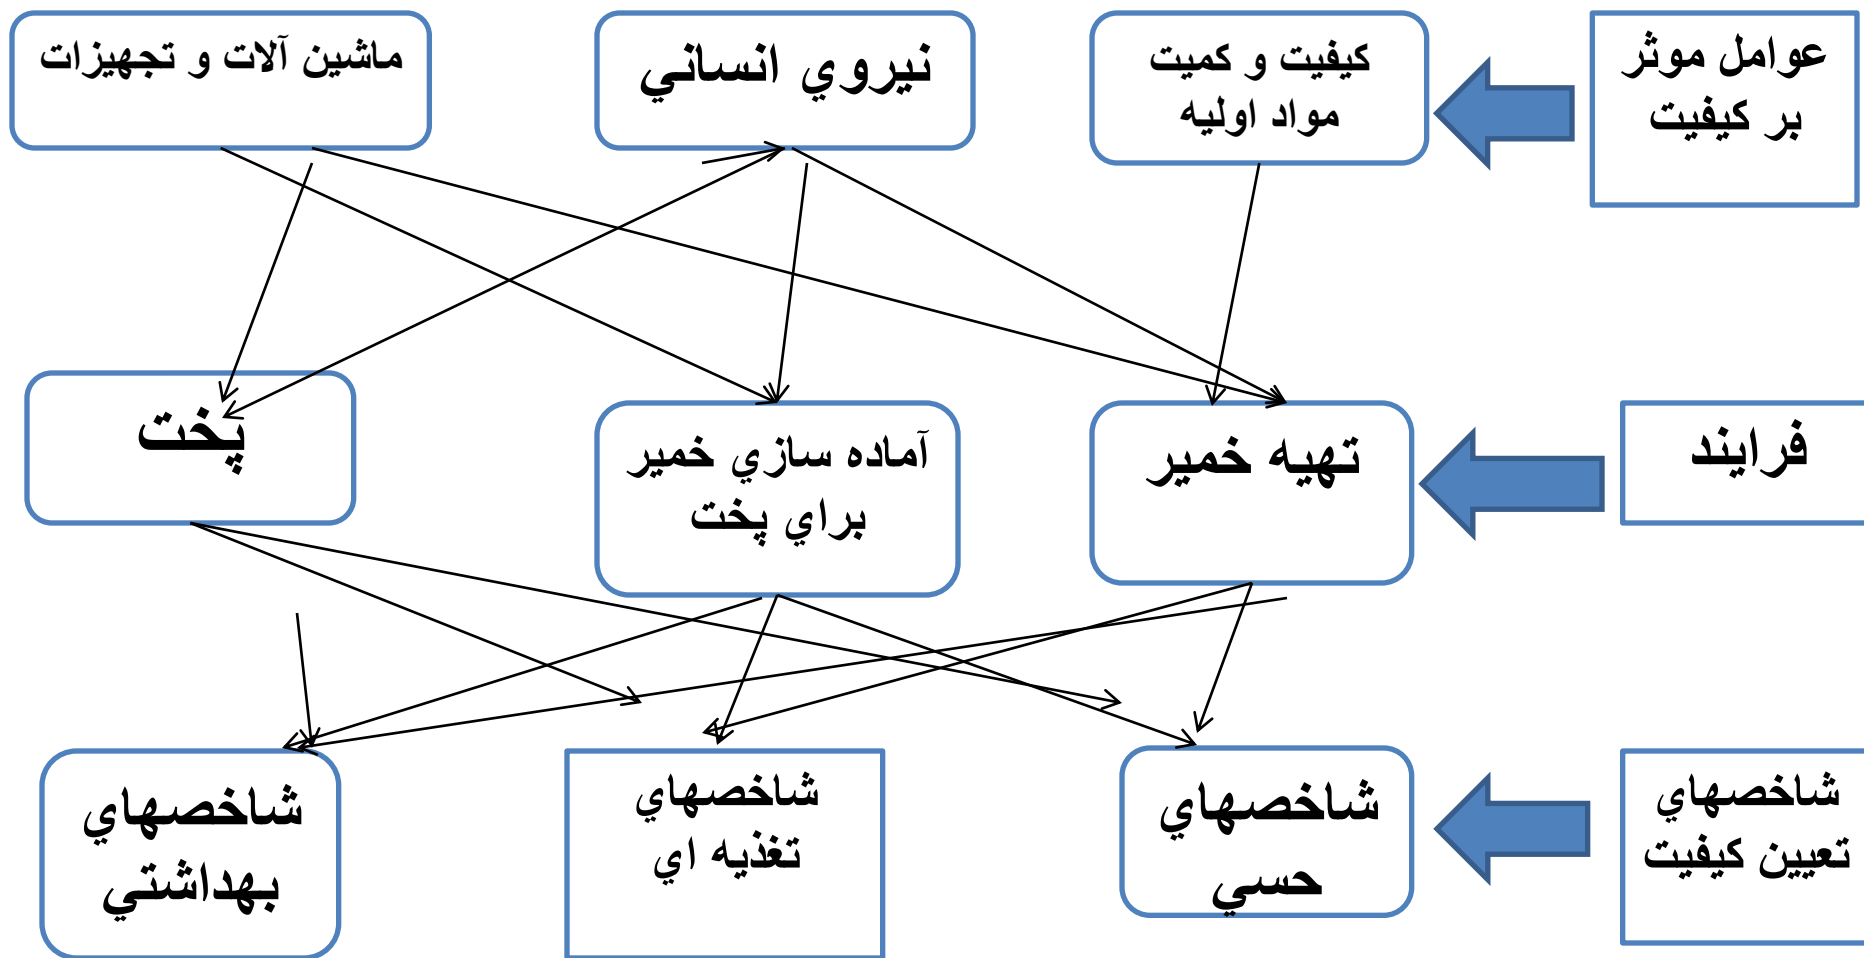 عوامل موثر
بر كيفيت
كيفيت و كميت
مواد اوليه
نيروي انساني
ماشين آلات و تجهيزات
فرايند
تهيه خمير
آماده سازي خمير
براي پخت
پخت
شاخصهاي
تعيين كيفيت
شاخصهاي
حسي
شاخصهاي
تغذيه اي
شاخصهاي
بهداشتي